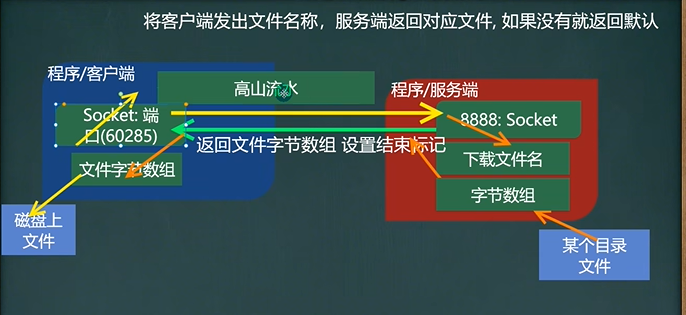 将客户端发出文件名称，服务端返回对应文件, 如果没有就返回默认
程序/客户端
高山流水
程序/服务端
Socket: 端
口(60285)
8888: Socket
返回文件字节数组 设置结束标记
下载文件名
文件字节数组
字节数组
磁盘上
文件
某个目录
文件